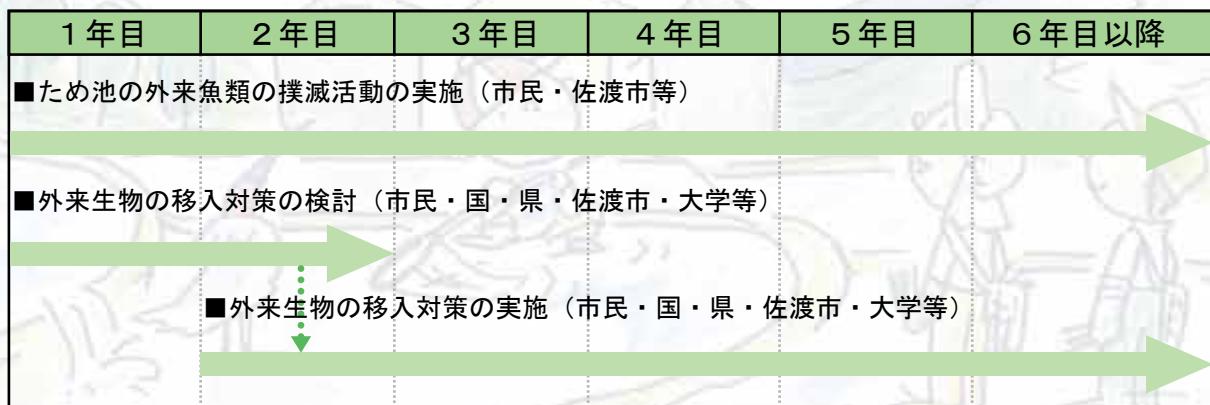 １年目 ２年目 ３年目 ４年目 ５年目 ６年目以降
■ため池の外来魚類の撲滅活動の実施（市民・佐渡市等）
■外来生物の移入対策の検討（市民・国・県・佐渡市・大学等）
■外来生物の移入対策の実施（市民・国・県・佐渡市・大学等）